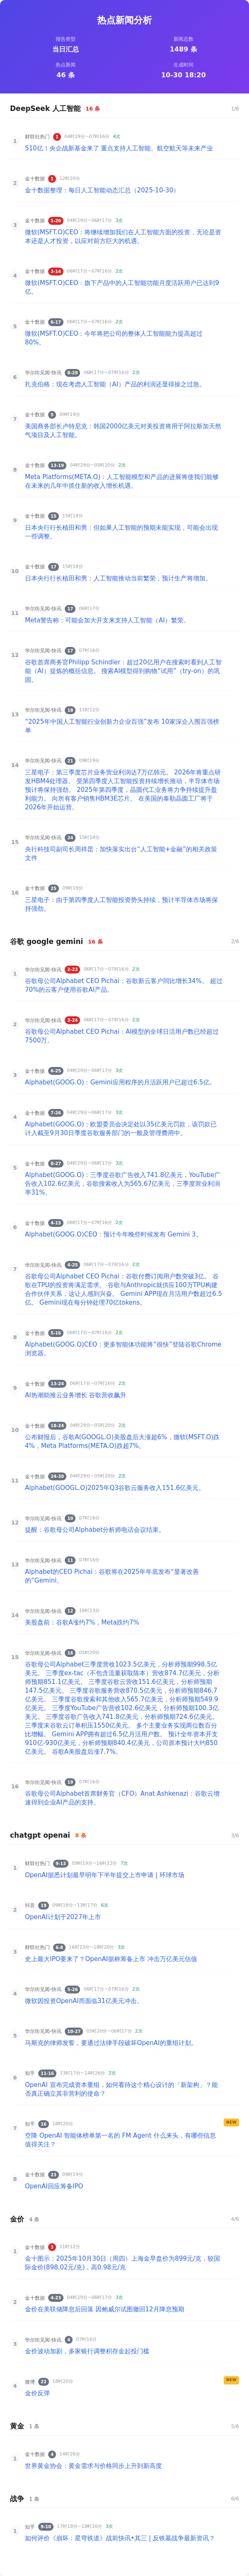 热点新闻分析
报告类型
当日汇总
新闻总数
1489 条
热点新闻
46 条
生成时间
10-30 18:20
DeepSeek 人工智能 16 条 1/6
1 财联社热门 1 04时29分~07时16分 4次
510亿！央企战新基金来了 重点支持人工智能、航空航天等未来产业
2 金十数据 1 12时20分
金十数据整理：每日人工智能动态汇总（2025-10-30）
3 金十数据 1-20 04时29分~06时17分 3次
微软(MSFT.O)CEO：将继续增加我们在人工智能方面的投资，无论是资
本还是人才投资，以应对前方巨大的机遇。
4 金十数据 3-14 06时17分~07时16分 2次
微软(MSFT.O)CEO：旗下产品中的人工智能功能月度活跃用户已达到9
亿。
5 金十数据 6-17 06时17分~07时16分 2次
微软(MSFT.O)CEO：今年将把公司的整体人工智能能力提高超过
80%。
6 华尔街见闻-快讯 8-29 06时17分~07时16分 2次
扎克伯格：现在考虑人工智能（AI）产品的利润还显得操之过急。
7 金十数据 9时19分
美国商务部长卢特尼克：韩国2000亿美元对美投资将用于阿拉斯加天然
气项目及人工智能。
8 金十数据 13-19 04时29分~05时20分 2次
Meta Platforms(META.O)：人工智能模型和产品的进展将使我们能够
在未来的几年中抓住新的收入增长机遇。
9 金十数据 15 15时18分
日本央行行长植田和男：但如果人工智能的预期未能实现，可能会出现
一些调整。
10 金十数据 17 15时18分
日本央行行长植田和男：人工智能推动当前繁荣，预计生产将增加。
11 华尔街见闻-快讯 17 06时17分
Meta警告称：可能会加大开支来支持人工智能（AI）繁荣。
12 华尔街见闻-快讯 17 07时16分
谷歌首席商务官Philipp Schindler：超过20亿用户在搜索时看到人工智
能（AI）提炼的概括信息。 搜索AI模型得到购物“试用”（try-on）的巩
固。
13 华尔街见闻-快讯 18 11时12分
“2025年中国人工智能行业创新力企业百强”发布 10家深企入围百强榜
单
14 华尔街见闻-快讯 21 09时19分
三星电子：第三季度芯片业务营业利润达7万亿韩元。 2026年将重点研
发HBM4处理器。 受第四季度人工智能投资持续增长推动，半导体市场
预计将保持强劲。 2025年第四季度，晶圆代工业务将力争持续提升盈
利能力。 向所有客户销售HBM3E芯片。 在美国的泰勒晶圆工厂将于
2026年开始运营。
15 华尔街见闻-快讯 24 15时18分
央行科技司副司长周祥昆：加快落实出台“人工智能+金融”的相关政策
文件
16 金十数据 25 09时19分
三星电子：由于第四季度人工智能投资势头持续，预计半导体市场将保
持强劲。
谷歌 google gemini 16 条 2/6
1 华尔街见闻-快讯 2-23 06时17分~07时16分 2次
谷歌母公司Alphabet CEO Pichai：谷歌新云客户同比增长34%。 超过
70%的云客户使用谷歌AI产品。
2 华尔街见闻-快讯 3-24 06时17分~07时16分 2次
谷歌母公司Alphabet CEO Pichai：AI模型的全球日活用户数已经超过
7500万。
3 金十数据 6-25 04时29分~06时17分 3次
Alphabet(GOOG.O)：Gemini应用程序的月活跃用户已超过6.5亿。
4 金十数据 7-26 04时29分~06时17分 3次
Alphabet(GOOG.O)：欧盟委员会决定处以35亿美元罚款，该罚款已
计入截至9月30日季度谷歌服务部门的一般及管理费用中。
5 金十数据 8-27 04时29分~06时17分 3次
Alphabet(GOOG.O)：三季度谷歌广告收入741.8亿美元，YouTube广
告收入102.6亿美元，谷歌搜索收入为565.67亿美元，三季度营业利润
率31%。
6 金十数据 4-15 06时17分~07时16分 2次
Alphabet(GOOG.O)CEO：预计今年晚些时候发布 Gemini 3。
7 华尔街见闻-快讯 4-25 06时17分~07时16分 2次
谷歌母公司Alphabet CEO Pichai：谷歌付费订阅用户数突破3亿。 谷
歌在TPU的投资将满足需求。 谷歌与Anthropic就供应100万TPU构建
合作伙伴关系，这让人感到兴奋。 Gemini APP现在月活用户数超过6.5
亿。 Gemini现在每分钟处理70亿tokens。
8 金十数据 5-16 06时17分~07时16分 2次
Alphabet(GOOG.O)CEO：更多智能体功能将“很快”登陆谷歌Chrome
浏览器。
9 金十数据 13-24 06时17分~07时16分 2次
AI热潮助推云业务增长 谷歌营收飙升
10 金十数据 18-24 04时29分~05时20分 2次
公布财报后，谷歌A(GOOGL.O)美股盘后大涨超6%，微软(MSFT.O)跌
4%，Meta Platforms(META.O)跌超7%。
11 金十数据 24-30 04时29分~05时20分 2次
Alphabet(GOOGL.O)2025年Q3谷歌云服务收入151.6亿美元。
12 华尔街见闻-快讯 10 07时16分
提醒：谷歌母公司Alphabet分析师电话会议结束。
13 华尔街见闻-快讯 11 07时16分
Alphabet的CEO Pichai：谷歌将在2025年年底发布“显著改善
的”Gemini。
14 华尔街见闻-快讯 12 16时23分
美股盘前：谷歌A涨约7%，Meta跌约7%
15 华尔街见闻-快讯 16 05时20分
谷歌母公司Alphabet三季度营收1023.5亿美元，分析师预期998.5亿
美元。 三季度ex-tac（不包含流量获取陈本）营收874.7亿美元，分析
师预期851.1亿美元。 三季度谷歌云营收151.6亿美元，分析师预期
147.5亿美元。 三季度谷歌服务营收870.5亿美元，分析师预期846.7
亿美元。 三季度谷歌搜索和其他收入565.7亿美元，分析师预期549.9
亿美元。 三季度YouTube广告营收102.6亿美元，分析师预期100.3亿
美元。 三季度谷歌广告收入741.8亿美元，分析师预期724.6亿美元。
三季度末谷歌云订单积压1550亿美元。 多个主要业务实现两位数百分
比增幅。 Gemini APP拥有超过6.5亿月活用户数。 预计全年资本开支
910亿-930亿美元，分析师预期840.4亿美元，公司原本预计大约850
亿美元。 谷歌A美股盘后涨7.7%。
16 华尔街见闻-快讯 19 07时16分
谷歌母公司Alphabet首席财务官（CFO）Anat Ashkenazi：谷歌云增
速得到企业AI产品的支持。
chatgpt openai 8 条 3/6
1 财联社热门 9-13 09时19分~16时23分 7次
OpenAI据悉计划最早明年下半年提交上市申请 | 环球市场
2 抖音 19 09时19分~13时17分 6次
OpenAI计划于2027年上市
3 财联社热门 6-8 16时23分~18时20分 3次
史上最大IPO要来了？OpenAI据称筹备上市 冲击万亿美元估值
4 华尔街见闻-快讯 5-26 06时17分~07时16分 2次
微软因投资OpenAI而面临31亿美元冲击。
5 华尔街见闻-快讯 10-27 05时20分~06时17分 2次
马斯克的律师发誓，要通过法律手段破坏OpenAI的重组计划。
6 知乎 11-16 13时17分~14时26分 2次
OpenAI 宣布完成资本重组，如何看待这个精心设计的「新架构」？能
否真正确立其非营利的使命？
7 知乎 16 18时20分 NEW
空降 OpenAI 智能体榜单第一名的 FM Agent 什么来头，有哪些信息
值得关注？
8 金十数据 23 09时19分
OpenAI回应筹备IPO
金价 4 条 4/6
1 金十数据 3 11时12分
金十图示：2025年10月30日（周四）上海金早盘价为899元/克，较国
际金价(898.02元/克)，高0.98元/克
2 金十数据 4-23 04时29分~06时17分 3次
金价在美联储降息后回落 因鲍威尔试图撤回12月降息预期
3 华尔街见闻-快讯 4 07时16分
金价波动加剧，多家银行调整积存金起投门槛
4 微博 22 18时20分 NEW
金价反弹
黄金 1 条 5/6
1 金十数据 4 14时26分
世界黄金协会：黄金需求与价格同步上升到新高度
战争 1 条 6/6
1 知乎 9-10 17时18分~18时20分 3次
如何评价《崩坏：星穹铁道》战前快讯•其三 | 反铁墓战争最新资讯？